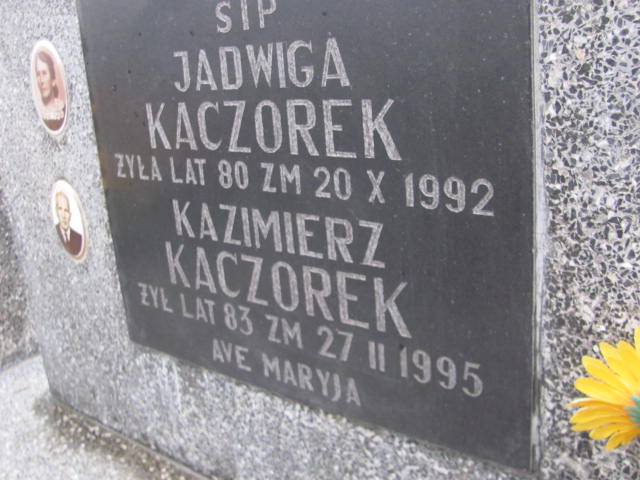 ŚTP
JADWIGA
KACZOREK
ŻYŁA LAT 80 ZM 20 X 1992
KAZIMIERZ
KACZOREK
ŻYŁ LAT 83 ZM 27 II 1995
AVE MARYJA